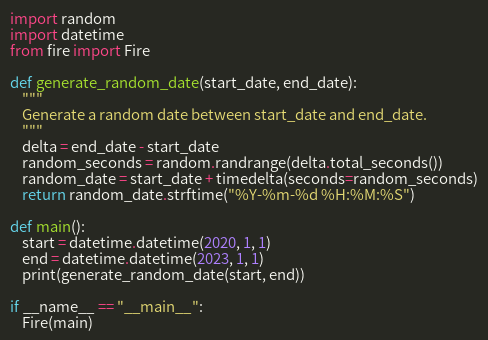 import random
import datetime
from fire import Fire

def generate_random_date(start_date, end_date):
    """
    Generate a random date between start_date and end_date.
    """
    delta = end_date - start_date
    random_seconds = random.randrange(delta.total_seconds())
    random_date = start_date + timedelta(seconds=random_seconds)
    return random_date.strftime("%Y-%m-%d %H:%M:%S")

def main():
    start = datetime.datetime(2020, 1, 1)
    end = datetime.datetime(2023, 1, 1)
    print(generate_random_date(start, end))

if __name__ == "__main__":
    Fire(main)